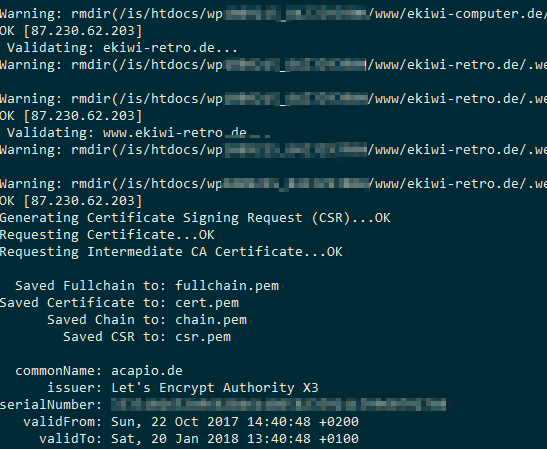 Warning: rmdir(/is/htdocs/wp /www/ekiwi-computer.de/
OK [87.230.62.203]
Validating: ekiwi-retro.de...
Warning: rmdir(/is/htdocs/wp /www/ekiwi-retro.de/.we
Warning: rmdir(/is/htdocs/wp /www/ekiwi-retro.de/.we
OK [87.230.62.203]
Validating: www.ekiwi-retro.de
Warning: rmdir(/is/htdocs/wp /www/ekiwi-retro.de/.we
Warning: rmdir(/is/htdocs/wp /www/ekiwi-retro.de/.we
OK [87.230.62.203]
Generating Certificate Signing Request (CSR)...OK
Requesting Certificate...OK
Requesting Intermediate CA Certificate...OK
Saved Fullchain to: fullchain.pem
Saved Certificate to: cert.pem
Saved Chain to: chain.pem
Saved CSR to: csr.pem
commonName: acapio.de
issuer: Let's Encrypt Authority X3
serialNumber:
validFrom: Sun, 22 Oct 2017 14:40:48 +0200
validTo: Sat, 20 Jan 2018 13:40:48 +0100